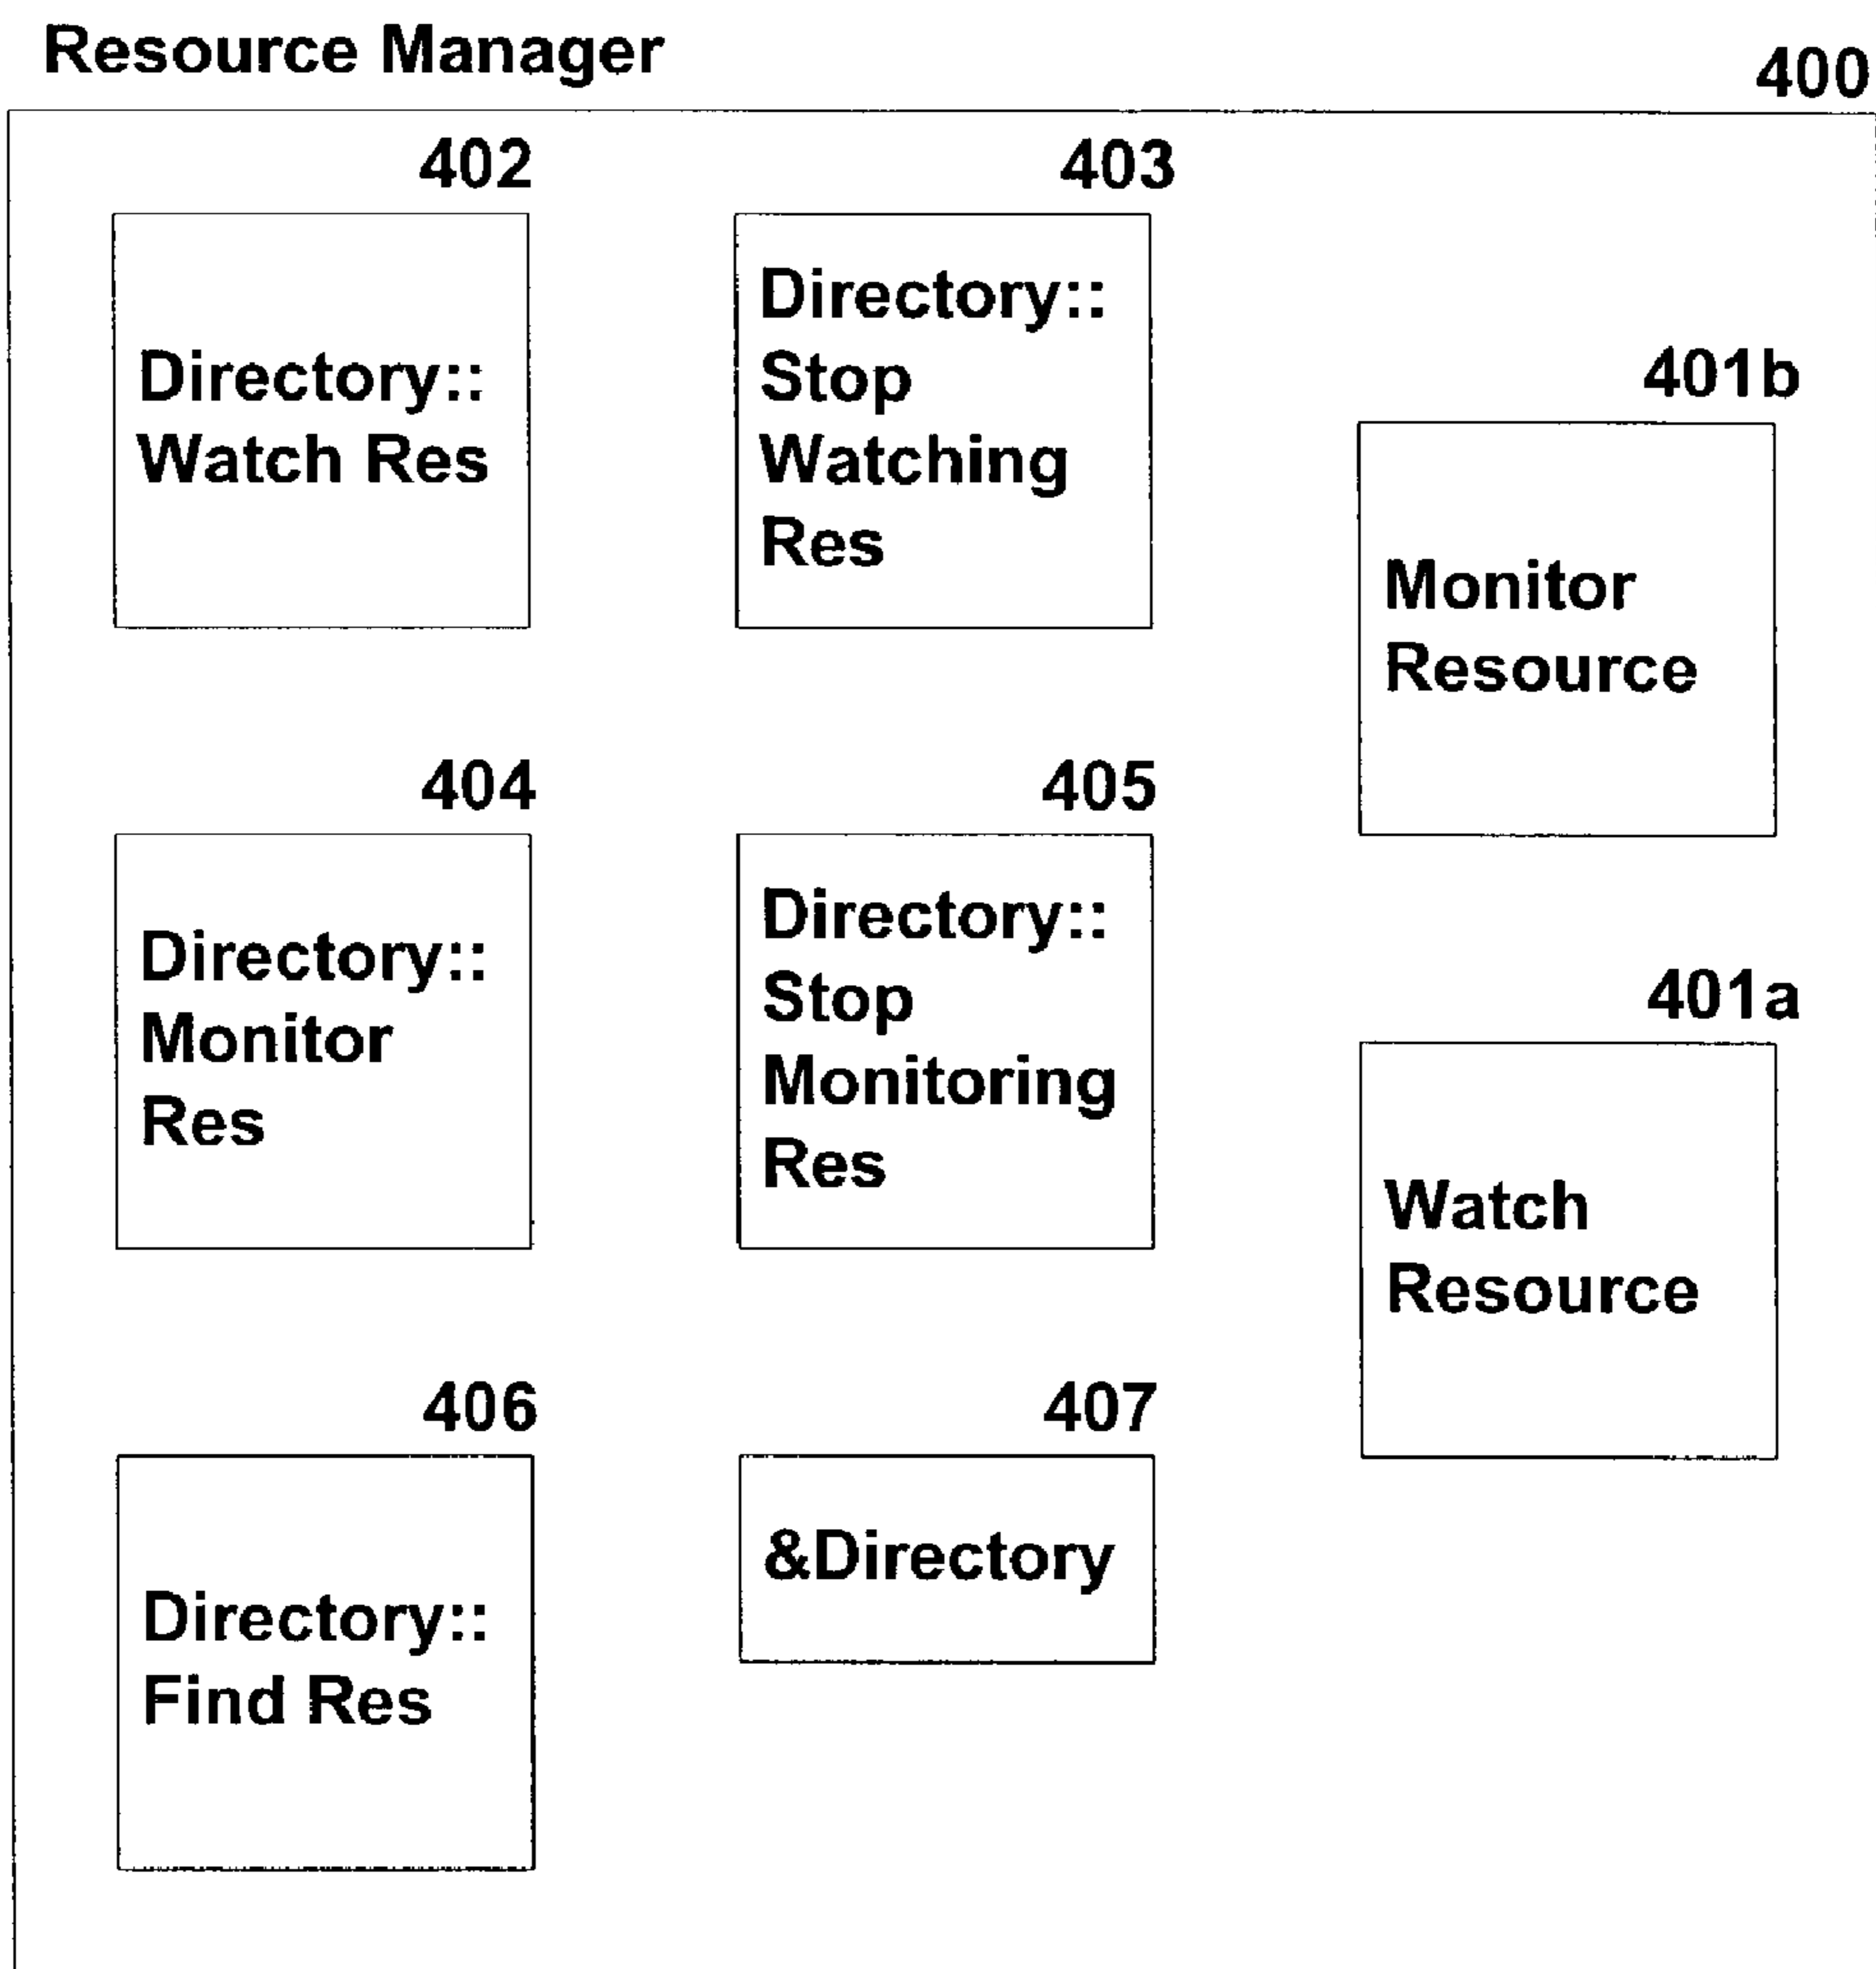 Resource Manager
400
402
Directory::
Watch Res
403
Directory::
Stop
Watching
Res
401b
Monitor
Resource
404
Directory::
Monitor
Res
405
Directory::
Stop
Monitoring
Res
401a
Watch
Resource
406
Directory::
Find Res
407
&Directory